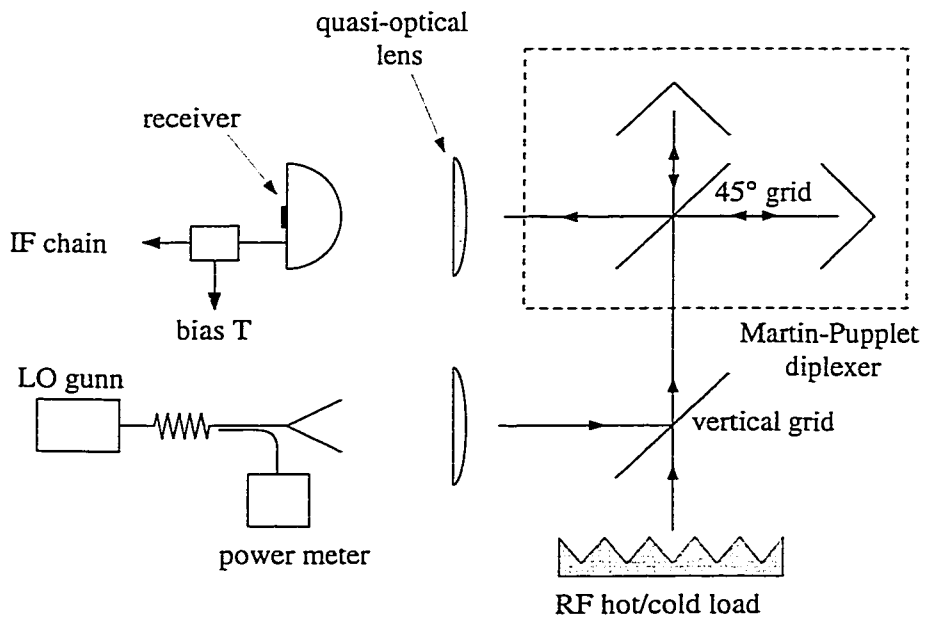 quasi-optical
lens
receiver
45° grid
IF chain
bias T
Martin-Pupplet
diplexer
LO gunn
vertical grid
power meter
RF hot/cold load